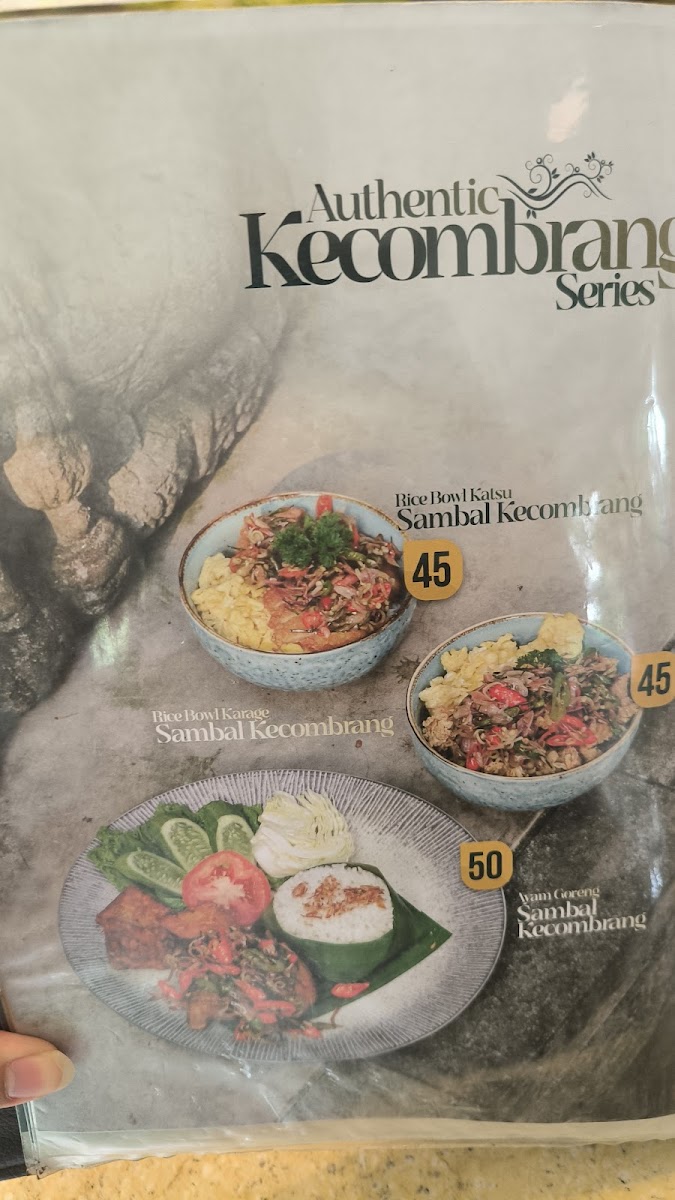 Authentic
Kecombrang
Series
Rice Bowl Katsu
Sambal Kecombrang
45
45
Rice Bowl Karage
Sambal Kecombrang
50
Ayam Goreng
Sambal
Kecombrang